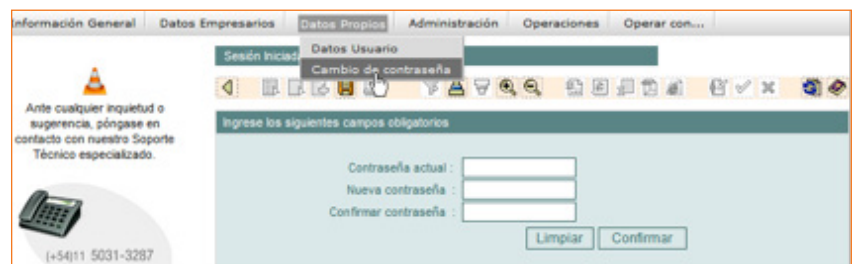 Información General Datos Empresarios Datos Propios Administración Operaciones Operar con...
Datos Usuario
Cambio de contraseña
Sesión Iniciad
Ante cualquier inquietud o
sugerencia, póngase en
contacto con nuestro Soporte
Técnico especializado.
(+54)11 5031-3287
Ingrese los siguientes campos obligatorios
Contraseña actual :
Nueva contraseña :
Confirmar contraseña :
Limpiar Confirmar